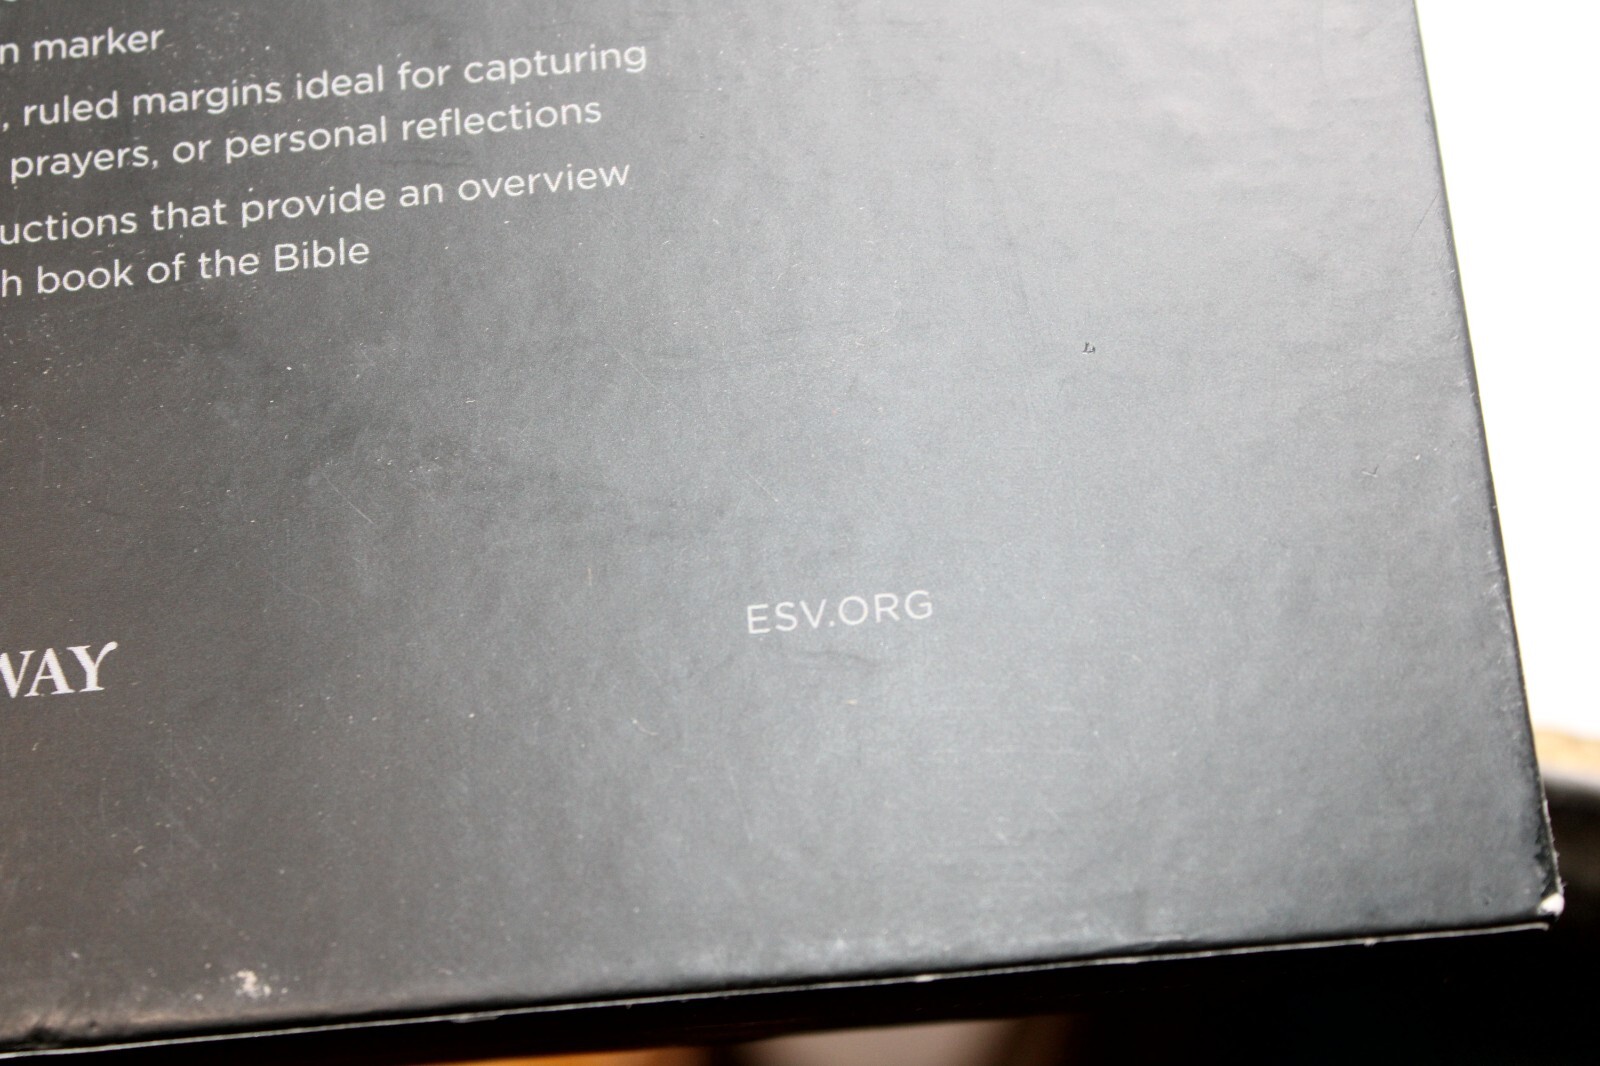 n marker
, ruled margins ideal for capturing
prayers, or personal reflections
uctions that provide an overview
h book of the Bible
WAY
ESV.ORG